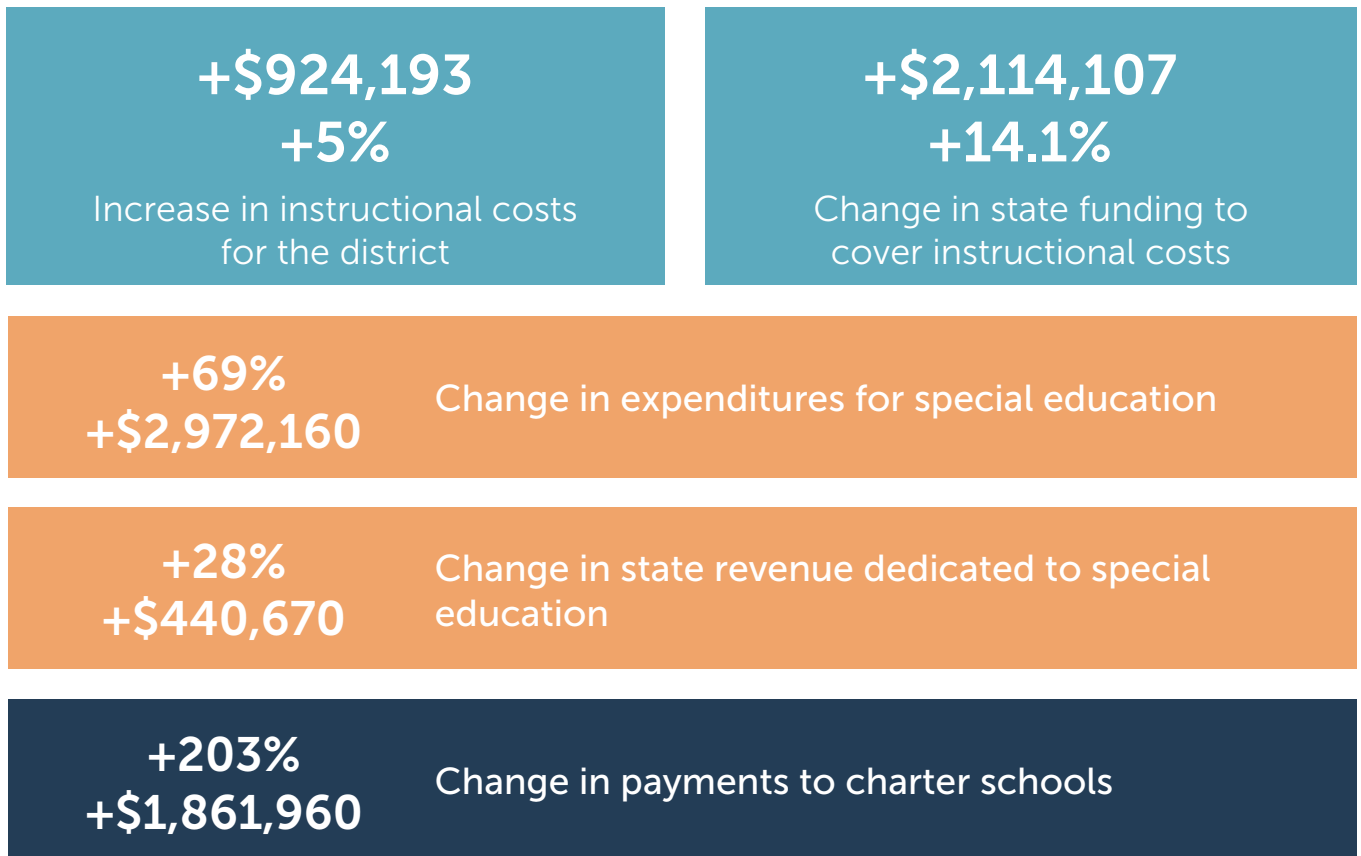 +$924,193
+5%
Increase in instructional costs
for the district
+$2,114,107
+14.1%
Change in state funding to
cover instructional costs
+69%
+$2,972,160
Change in expenditures for special education
+28%
+$440,670
Change in state revenue dedicated to special
education
+203%
+$1,861,960
Change in payments to charter schools